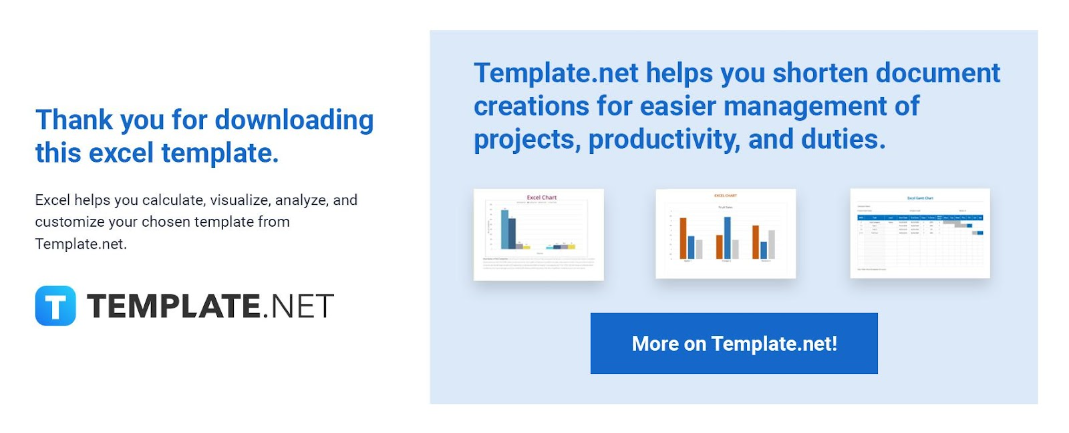 Thank you for downloading
this excel template.
Excel helps you calculate, visualize, analyze, and
customize your chosen template from
Template.net.
T TEMPLATE.NET
Template.net helps you shorten document
creations for easier management of
projects, productivity, and duties.
Excel Chart
EXCEL CHART
Excel Gantt Chart
More on Template.net!